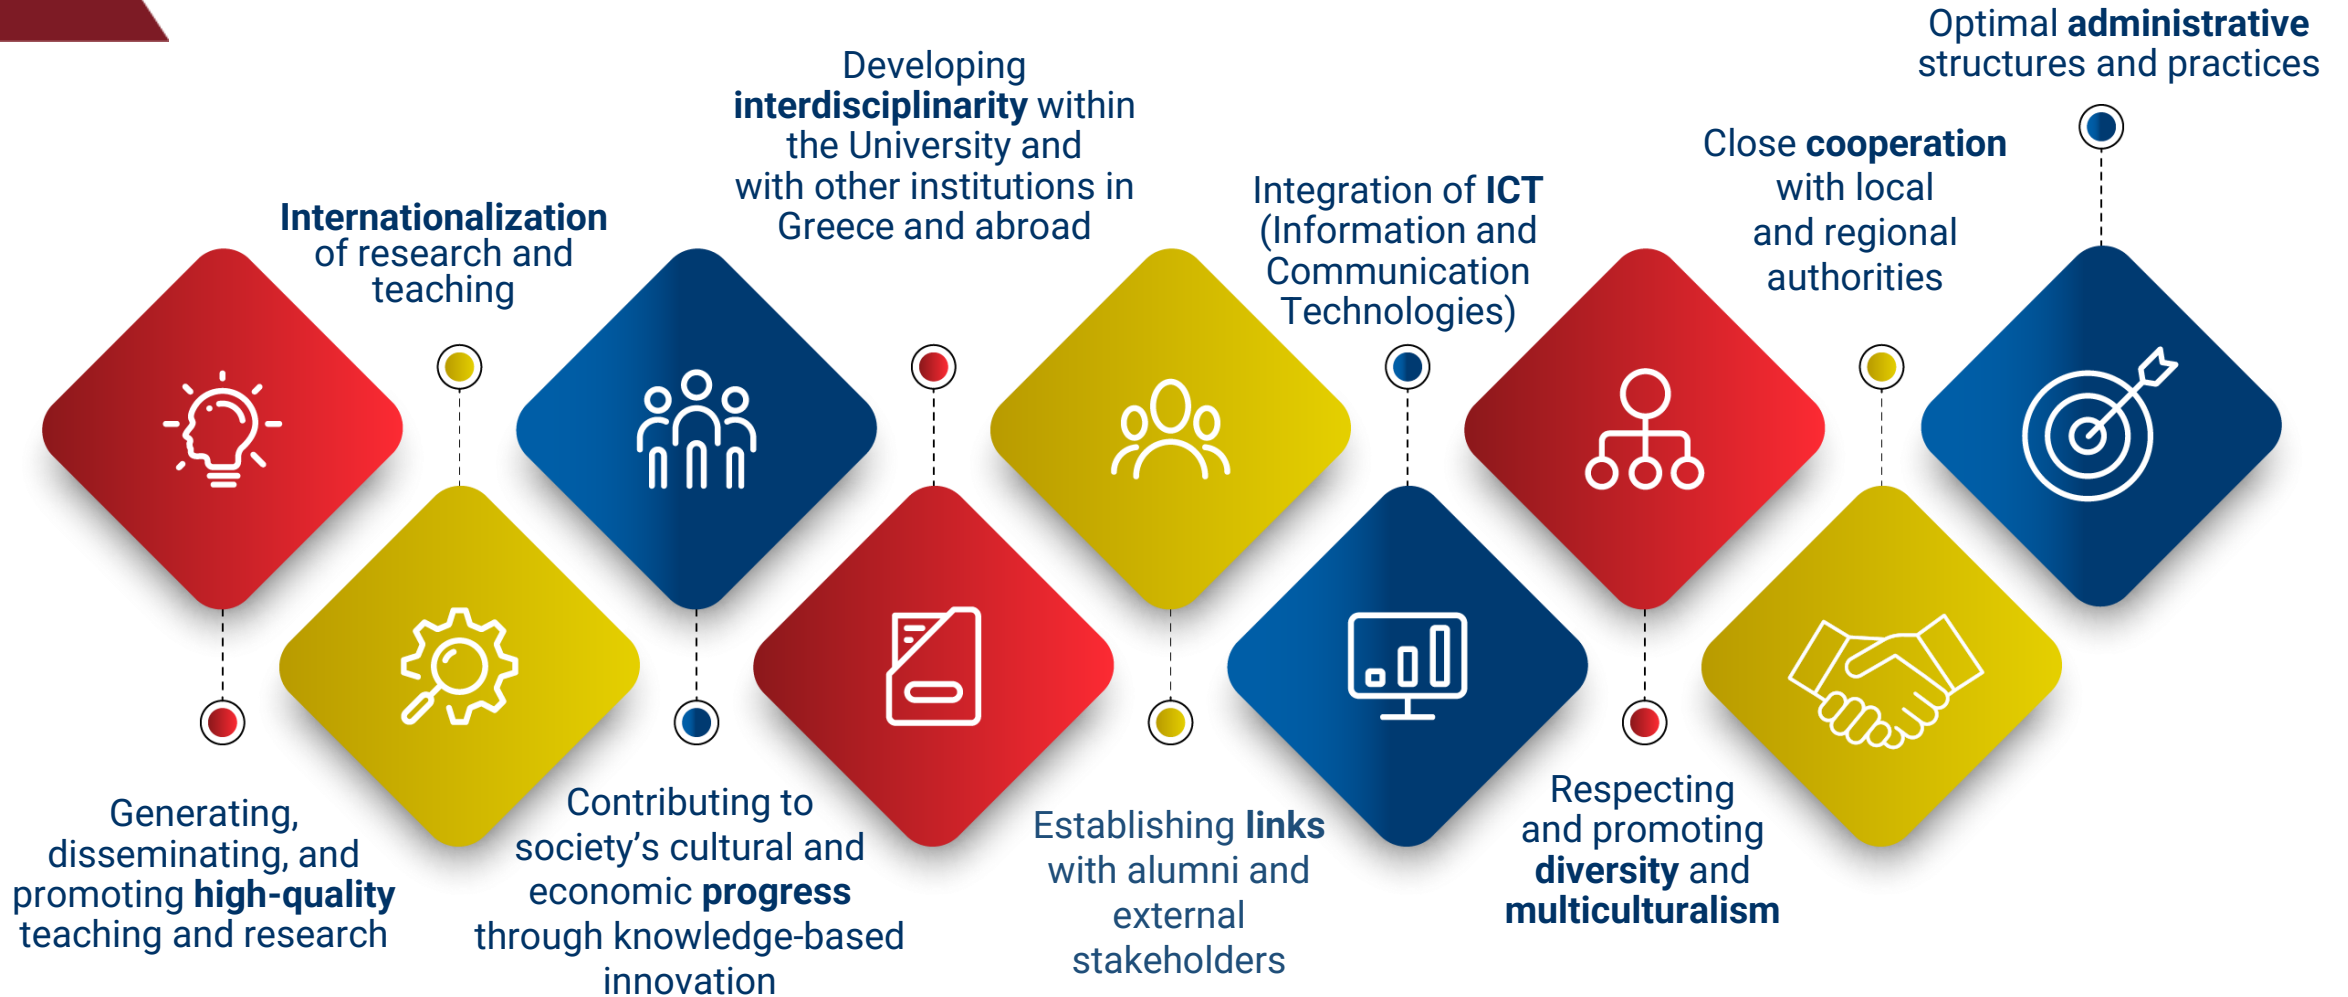 Generating,
disseminating, and
promoting high-quality
teaching and research
Internationalization
of research and
teaching
Contributing to
society’s cultural and
economic progress
through knowledge-based
innovation
Developing
interdisciplinarity within
the University and
with other institutions in
Greece and abroad
Establishing links
with alumni and
external
stakeholders
Integration of ICT
(Information and
Communication
Technologies)
Respecting
and promoting
diversity and
multiculturalism
Close cooperation
with local
and regional
authorities
Optimal administrative
structures and practices